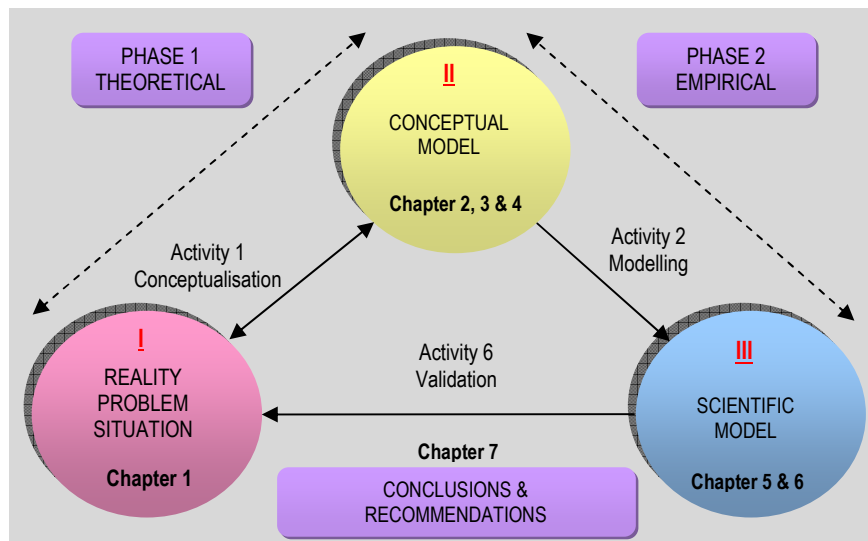 PHASE 1
THEORETICAL
PHASE 2
EMPIRICAL
II
CONCEPTUAL
MODEL
Chapter 2, 3 & 4
Activity 1
Conceptualisation
Activity 2
Modelling
I
REALITY
PROBLEM
SITUATION
Chapter 1
Activity 6
Validation
III
SCIENTIFIC
MODEL
Chapter 5 & 6
Chapter 7
CONCLUSIONS &
RECOMMENDATIONS